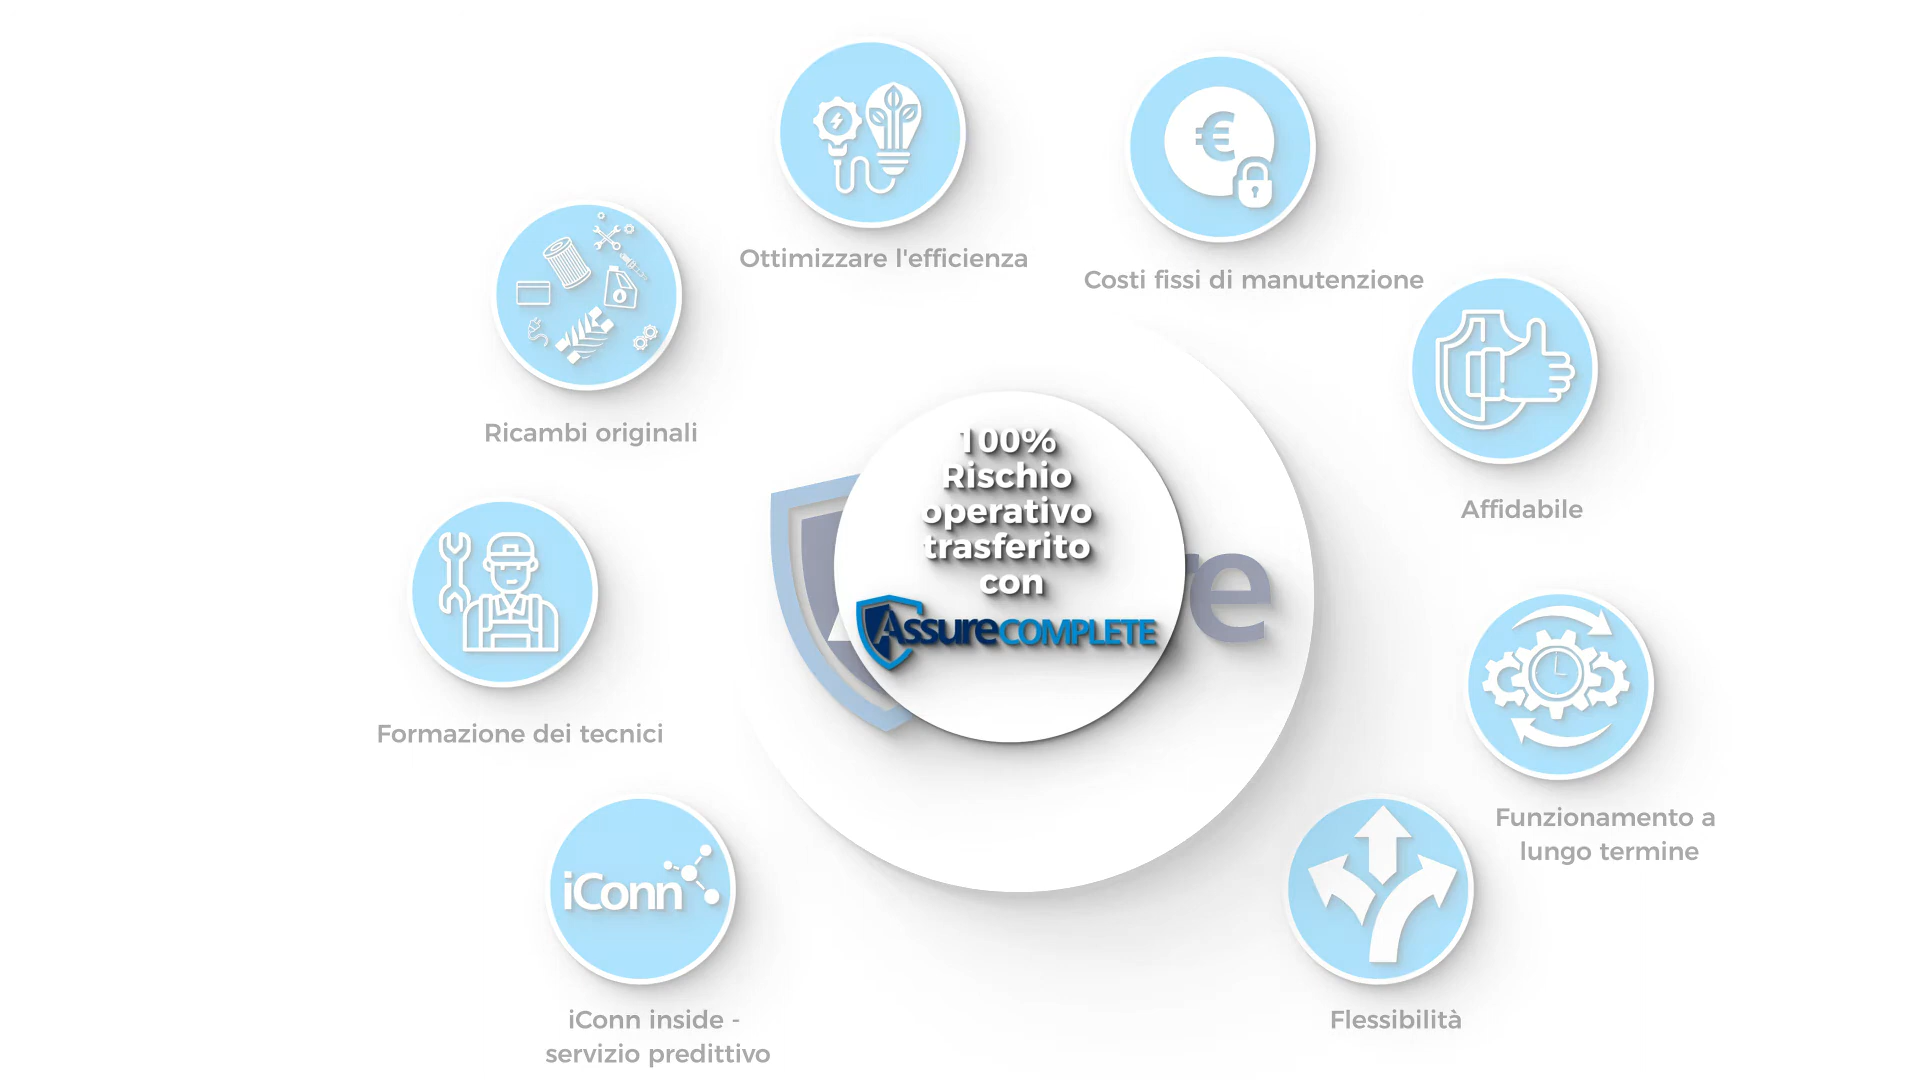 Ottimizzare l'efficienza
€
Costi fissi di manutenzione
Ricambi originali
Affidabile
100%
Rischio
operativo
trasferito
con
AssureCOMPLETE
re
Formazione dei tecnici
Funzionamento a
lungo termine
iConn
iConn inside -
servizio predittivo
Flessibilità